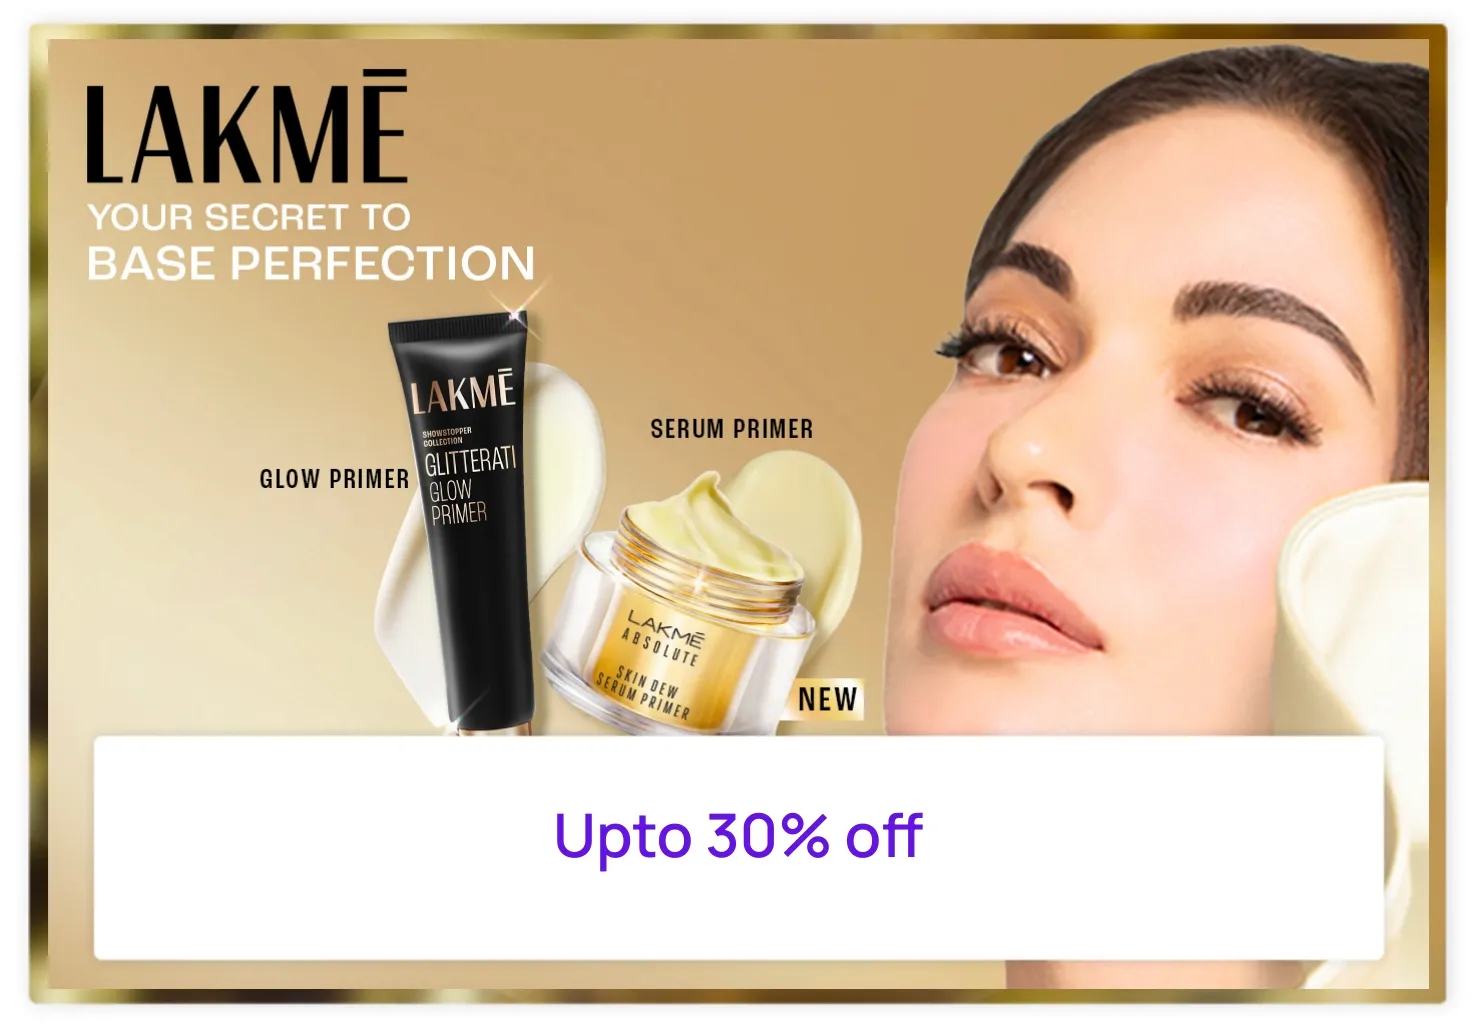 LAKMĒ
YOUR SECRET TO
BASE PERFECTION
LAKMĒ
SHOWSTOPPER
COLLECTION
GLITTERATI
GLOW
PRIMER
GLOW PRIMER
SERUM PRIMER
LAKMĒ
ABSOLUTE
SKIN DEW
SERUM PRIMER
NEW
Upto 30% off